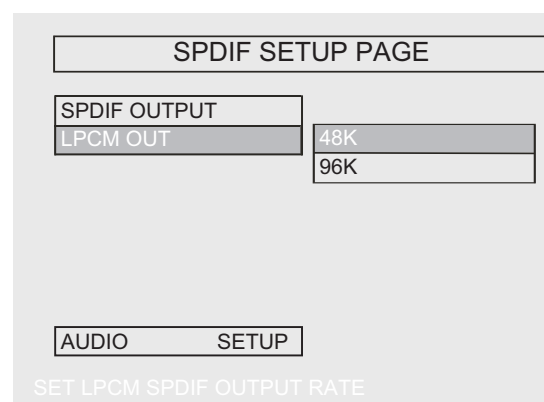 SPDIF SETUP PAGE
SPDIF OUTPUT
LPCM OUT
48K
96K
AUDIO SETUP
SET LPCM SPDIF OUTPUT RATE